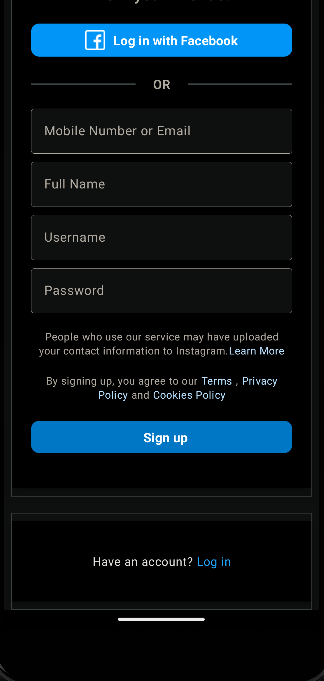 Log in with Facebook
OR
Mobile Number or Email
Full Name
Username
Password
People who use our service may have uploaded
your contact information to Instagram. Learn More
By signing up, you agree to our Terms , Privacy
Policy and Cookies Policy
Sign up
Have an account? Log in